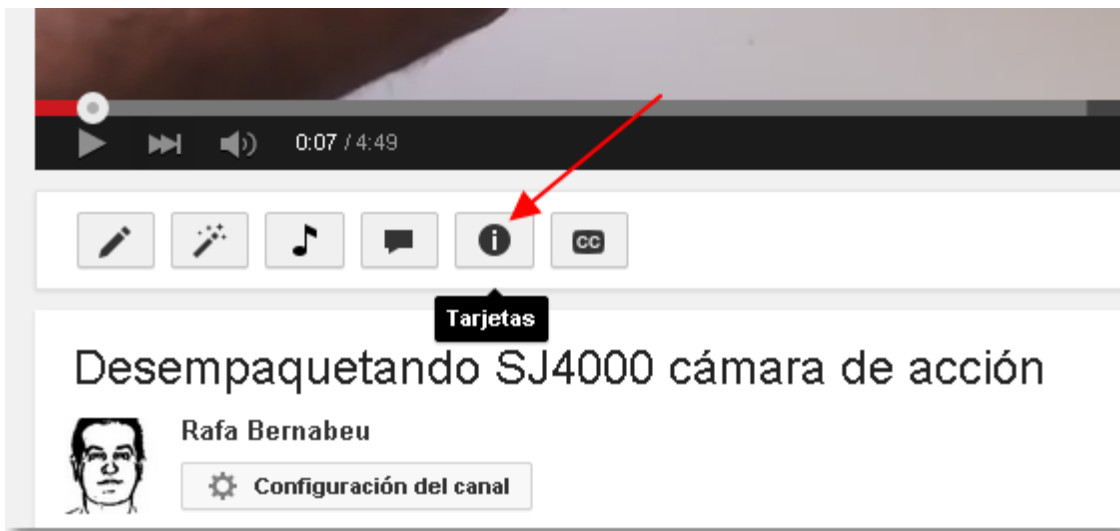 0:07 / 4:49
CC
Tarjetas
Desempaquetando SJ4000 cámara de acción
Rafa Bernabeu
Configuración del canal